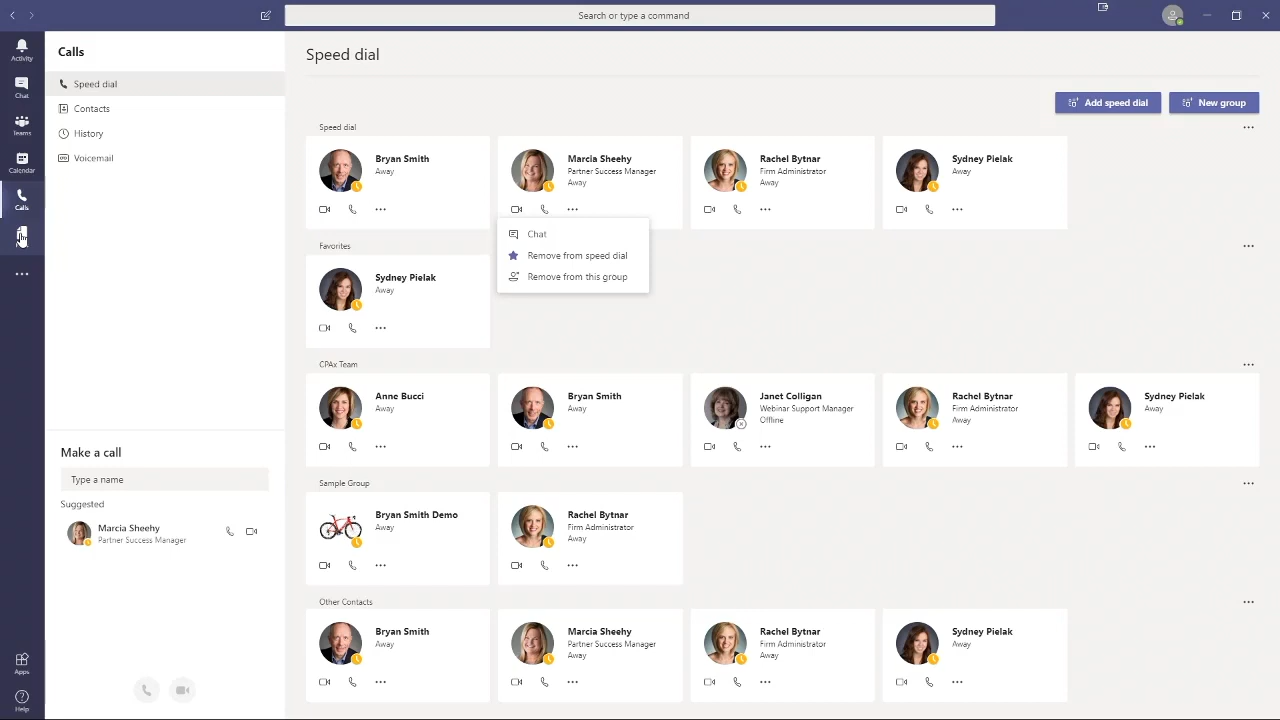 Search or type a command
Activity
Chat
Teams
Calendar
Calls
Calls
Speed dial
Contacts
History
Voicemail
Make a call
Type a name
Suggested
Marcia Sheehy
Partner Success Manager
Apps
Help
Speed dial
Add speed dial
New group
Speed dial
Bryan Smith
Away
Marcia Sheehy
Partner Success Manager
Away
Rachel Bytnar
Firm Administrator
Away
Sydney Pielak
Away
Chat
Remove from speed dial
Remove from this group
Favorites
Sydney Pielak
Away
CPAx Team
Anne Bucci
Away
Bryan Smith
Away
Janet Colligan
Webinar Support Manager
Offline
Rachel Bytnar
Firm Administrator
Away
Sydney Pielak
Away
Sample Group
Bryan Smith Demo
Away
Rachel Bytnar
Firm Administrator
Away
Other Contacts
Bryan Smith
Away
Marcia Sheehy
Partner Success Manager
Away
Rachel Bytnar
Firm Administrator
Away
Sydney Pielak
Away